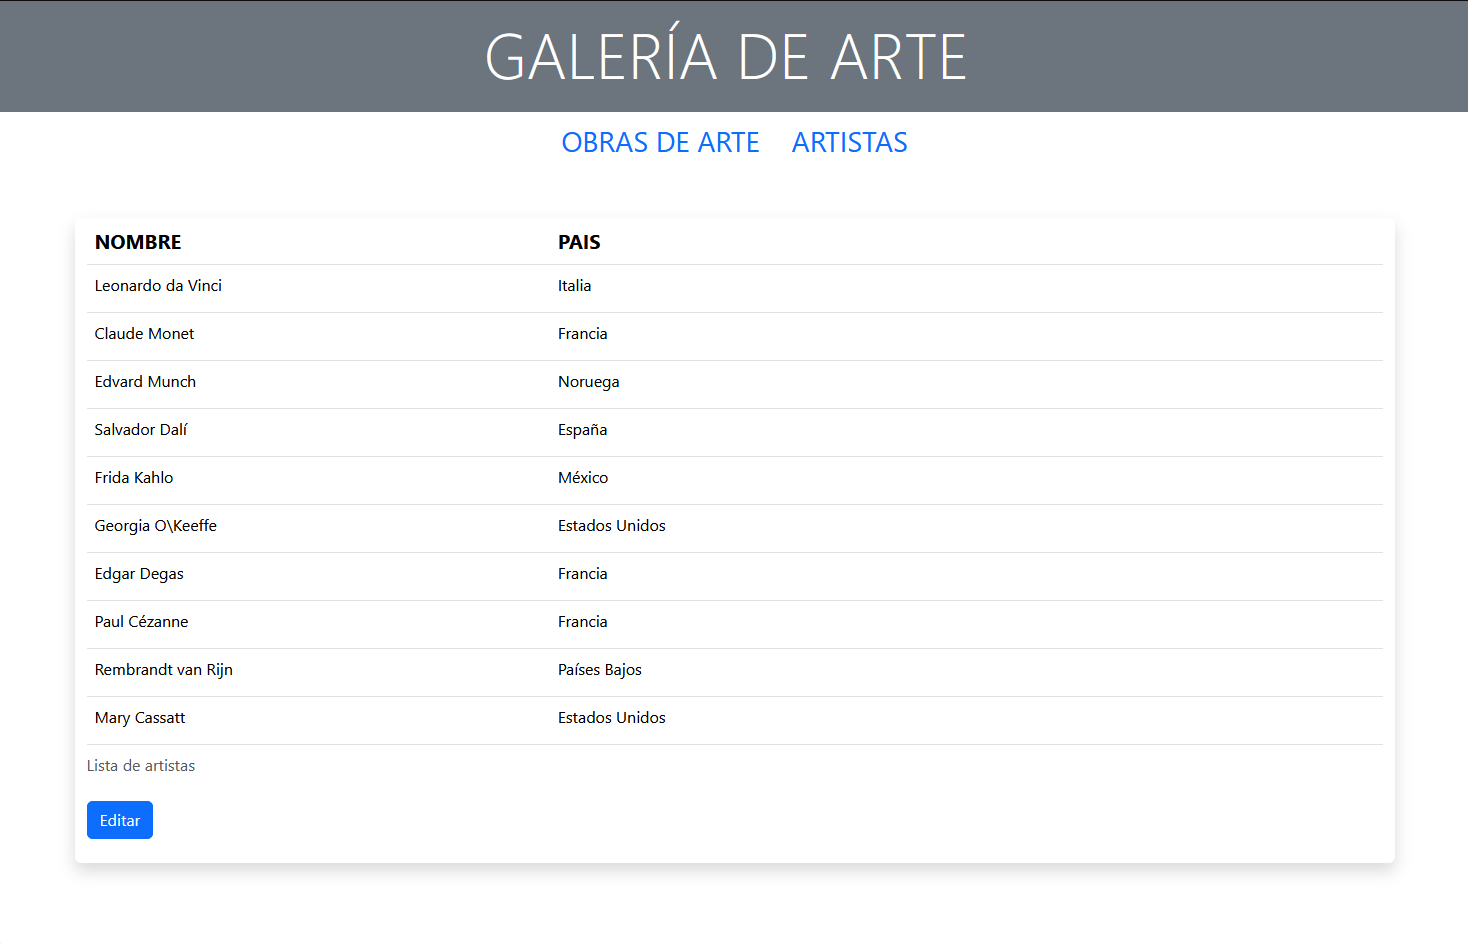 GALERÍA DE ARTE
OBRAS DE ARTE ARTISTAS
NOMBRE PAIS
Leonardo da Vinci Italia
Claude Monet Francia
Edvard Munch Noruega
Salvador Dalí España
Frida Kahlo México
Georgia O\Keeffe Estados Unidos
Edgar Degas Francia
Paul Cézanne Francia
Rembrandt van Rijn Países Bajos
Mary Cassatt Estados Unidos
Lista de artistas
Editar